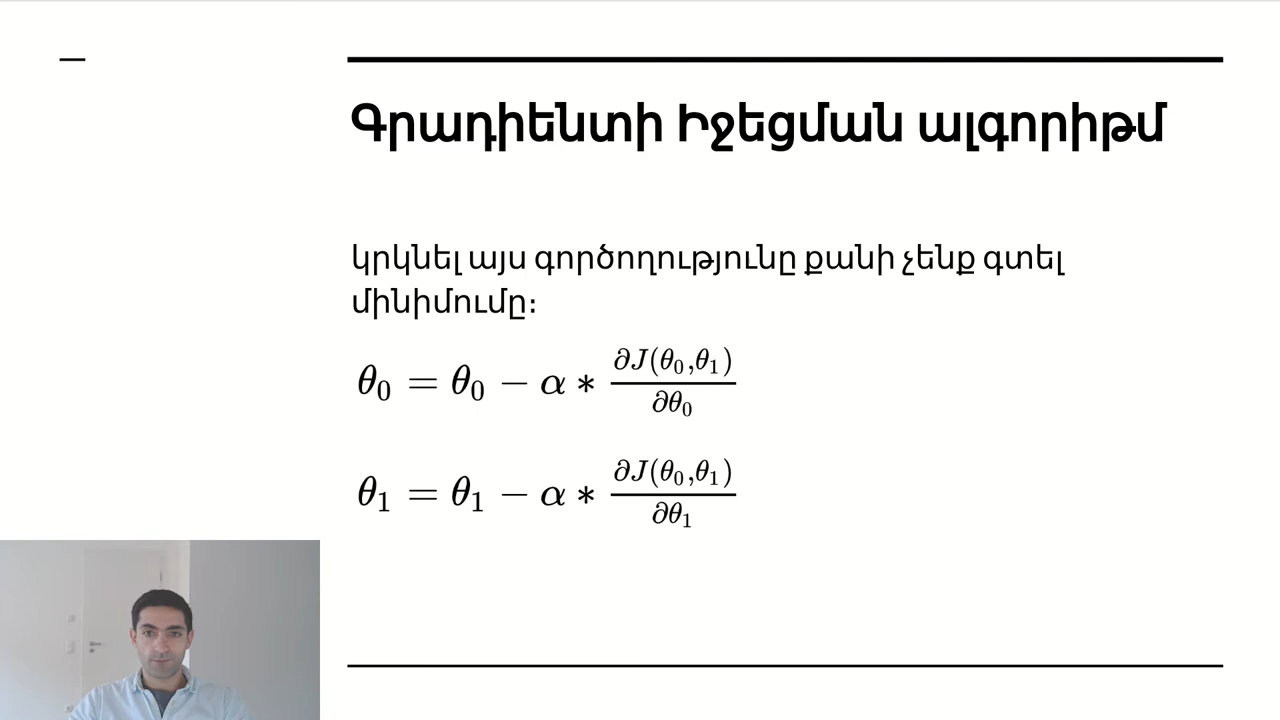 Գրադիենտի Իջեցման ալգորիթմ
կրկնել այս գործողությունը քանի չենք գտել
մինիմումը։
θ₀ = θ₀ − α * ∂J(θ₀,θ₁) / ∂θ₀
θ₁ = θ₁ − α * ∂J(θ₀,θ₁) / ∂θ₁